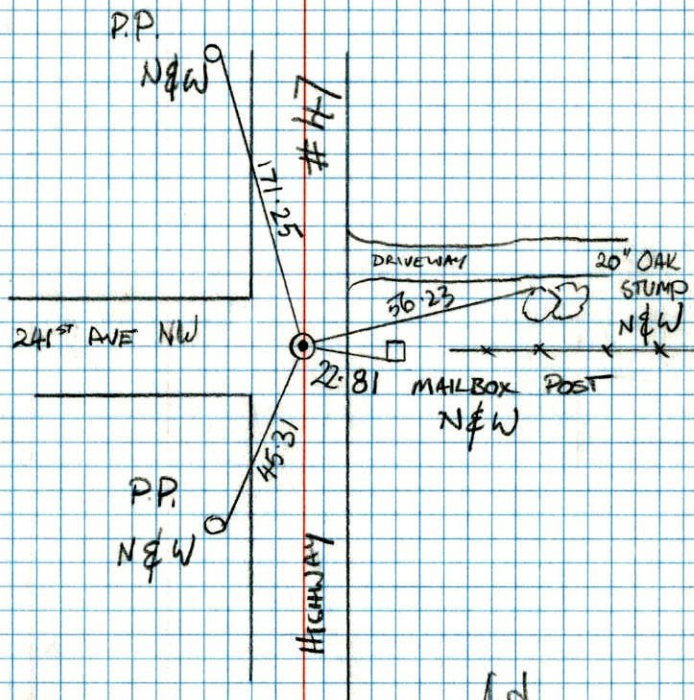 P.P.
N&W
#47
171.25
DRIVEWAY
20" OAK
STUMP
N&W
56.23
241ST AVE NW
22.81
MAILBOX POST
N&W
45.31
P.P.
N&W
HIGHWAY